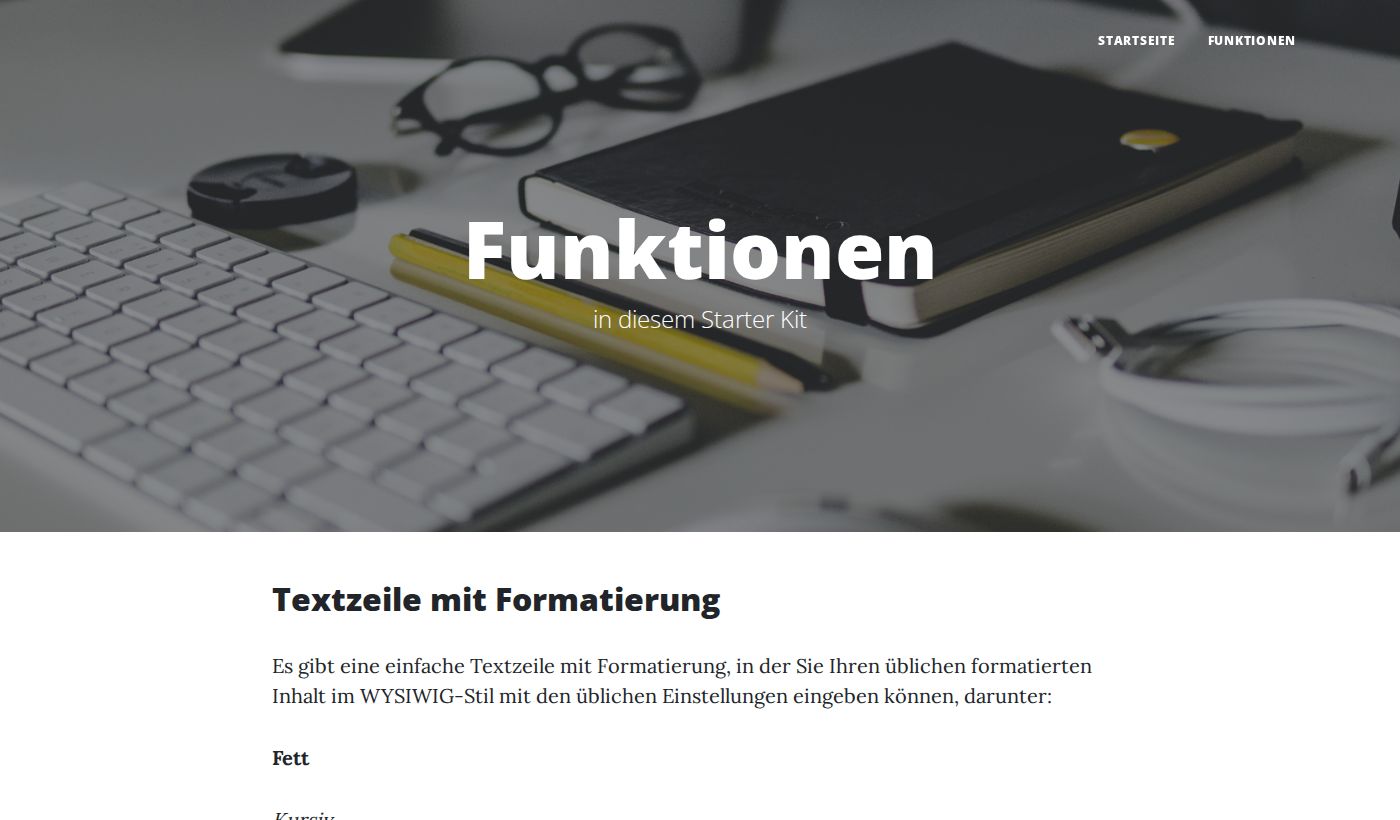 STARTSEITE FUNKTIONEN
Funktionen
in diesem Starter Kit
Textzeile mit Formatierung
Es gibt eine einfache Textzeile mit Formatierung, in der Sie Ihren üblichen formatierten
Inhalt im WYSIWIG-Stil mit den üblichen Einstellungen eingeben können, darunter:
Fett
Kursiv